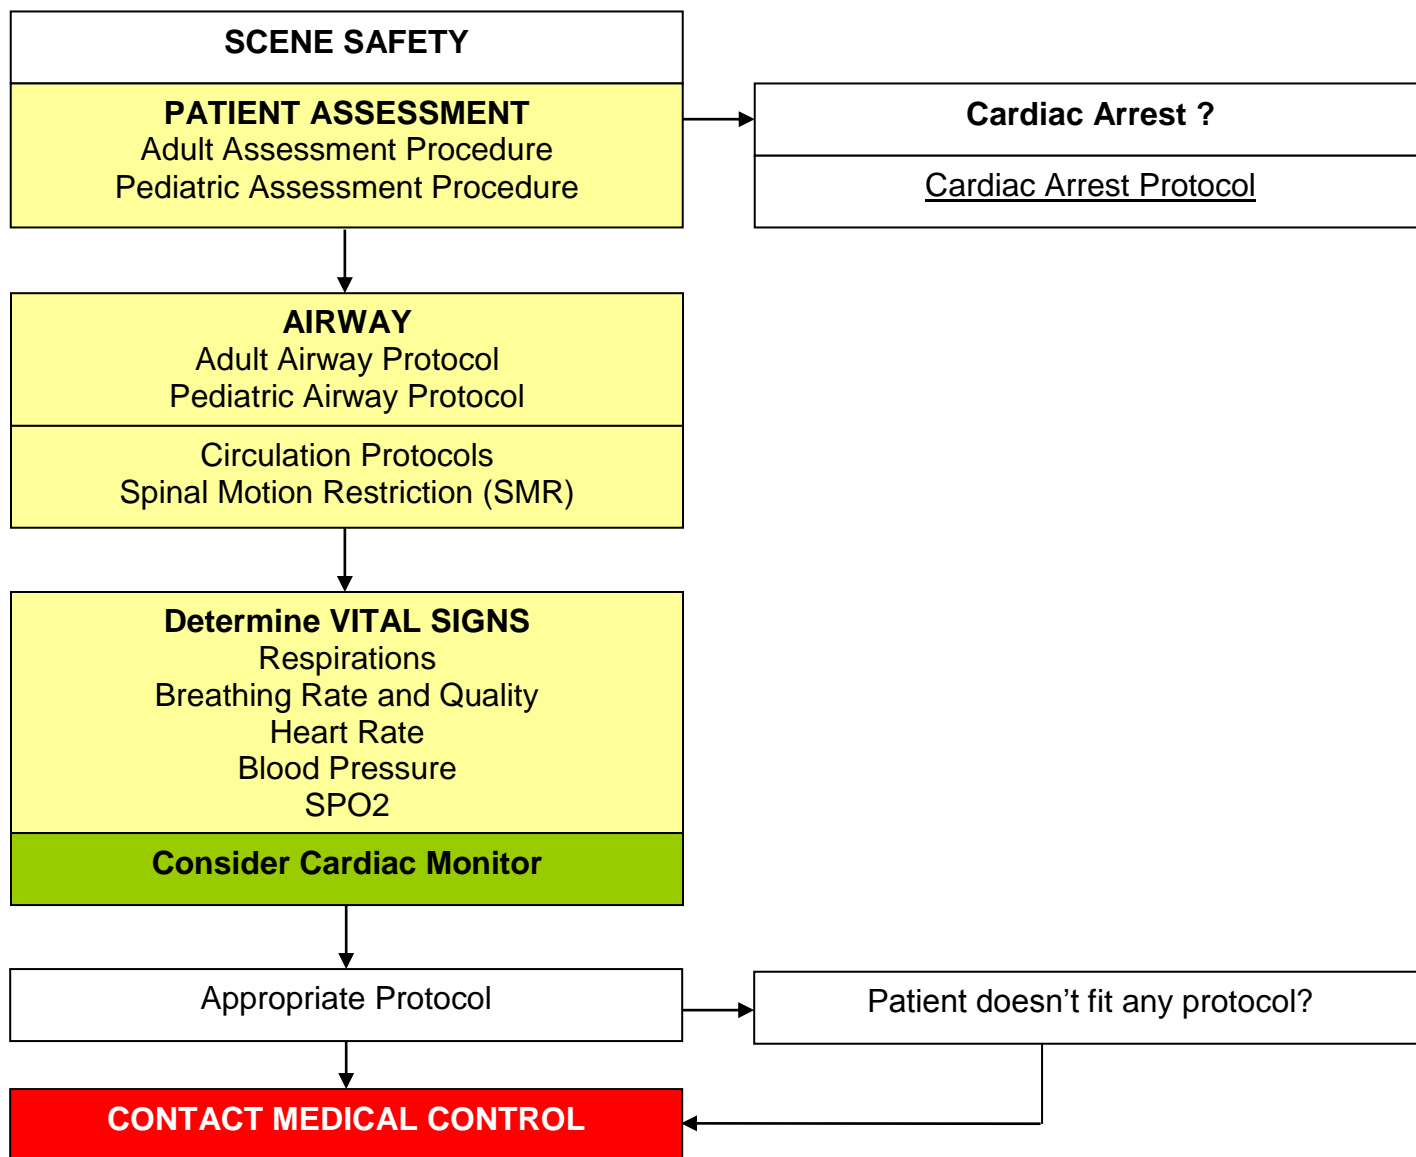 SCENE SAFETY
PATIENT ASSESSMENT
Adult Assessment Procedure
Pediatric Assessment Procedure
Cardiac Arrest ?
Cardiac Arrest Protocol
AIRWAY
Adult Airway Protocol
Pediatric Airway Protocol
Circulation Protocols
Spinal Motion Restriction (SMR)
Determine VITAL SIGNS
Respirations
Breathing Rate and Quality
Heart Rate
Blood Pressure
SPO2
Consider Cardiac Monitor
Appropriate Protocol
Patient doesn’t fit any protocol?
CONTACT MEDICAL CONTROL